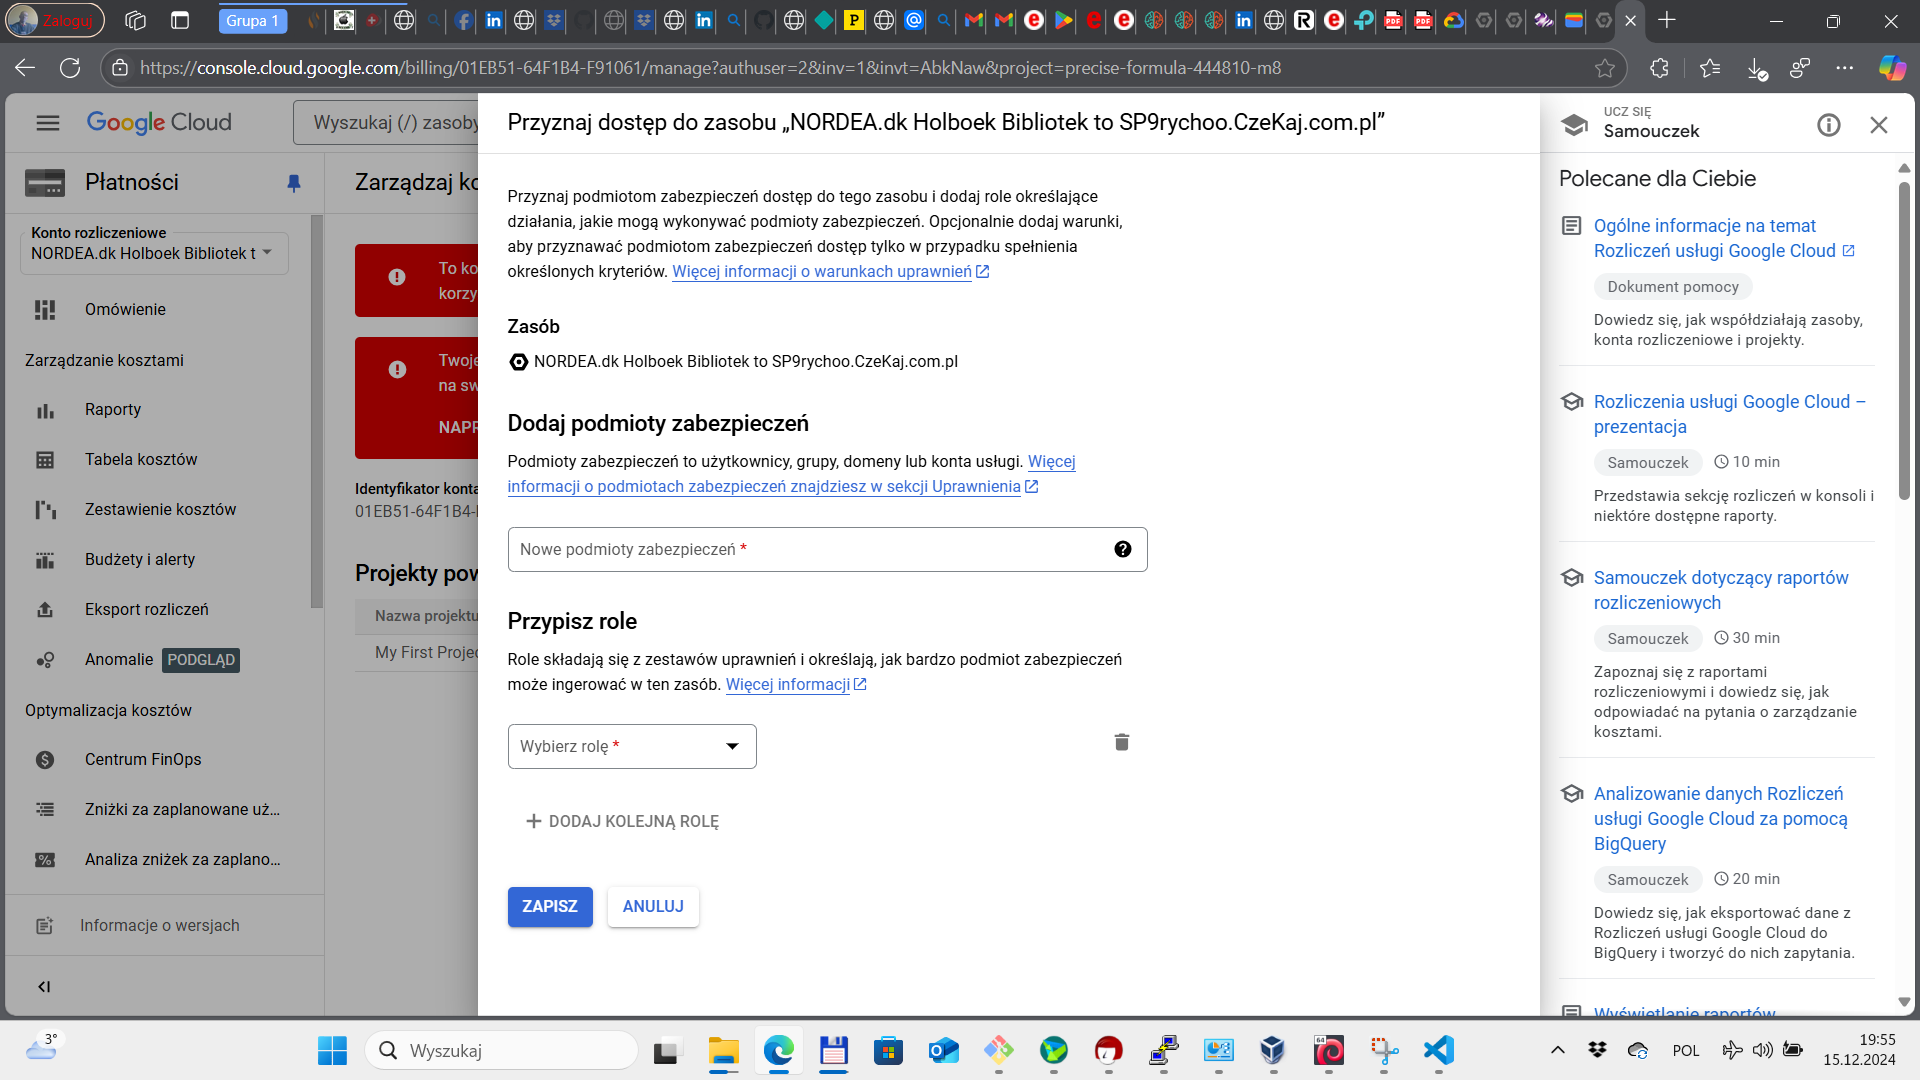 Zaloguj
Grupa 1
https://console.cloud.google.com/billing/01EB51-64F1B4-F91061/manage?authuser=2&inv=1&invt=AbkNaw&project=precise-formula-444810-m8
Google Cloud
Wyszukaj (/) zasoby
Płatności
Konto rozliczeniowe
NORDEA.dk Holboek Bibliotek t
Omówienie
Zarządzanie kosztami
Raporty
Tabela kosztów
Zestawienie kosztów
Budżety i alerty
Eksport rozliczeń
Anomalie PODGLĄD
Optymalizacja kosztów
Centrum FinOps
Zniżki za zaplanowane uż...
Analiza zniżek za zaplano...
Informacje o wersjach
Zarządzaj ko
To ko
korzy
Twoje
na sw
NAPR
Identyfikator konta
01EB51-64F1B4-
Projekty pow
Nazwa projektu
My First Projec
Przyznaj dostęp do zasobu „NORDEA.dk Holboek Bibliotek to SP9rychoo.CzeKaj.com.pl”
Przyznaj podmiotom zabezpieczeń dostęp do tego zasobu i dodaj role określające
działania, jakie mogą wykonywać podmioty zabezpieczeń. Opcjonalnie dodaj warunki,
aby przyznawać podmiotom zabezpieczeń dostęp tylko w przypadku spełnienia
określonych kryteriów. Więcej informacji o warunkach uprawnień
Zasób
NORDEA.dk Holboek Bibliotek to SP9rychoo.CzeKaj.com.pl
Dodaj podmioty zabezpieczeń
Podmioty zabezpieczeń to użytkownicy, grupy, domeny lub konta usługi. Więcej
informacji o podmiotach zabezpieczeń znajdziesz w sekcji Uprawnienia
Nowe podmioty zabezpieczeń *
Przypisz role
Role składają się z zestawów uprawnień i określają, jak bardzo podmiot zabezpieczeń
może ingerować w ten zasób. Więcej informacji
Wybierz rolę *
DODAJ KOLEJNĄ ROLĘ
ZAPISZ
ANULUJ
UCZ SIĘ
Samouczek
Polecane dla Ciebie
Ogólne informacje na temat
Rozliczeń usługi Google Cloud
Dokument pomocy
Dowiedz się, jak współdziałają zasoby,
konta rozliczeniowe i projekty.
Rozliczenia usługi Google Cloud –
prezentacja
Samouczek 10 min
Przedstawia sekcję rozliczeń w konsoli i
niektóre dostępne raporty.
Samouczek dotyczący raportów
rozliczeniowych
Samouczek 30 min
Zapoznaj się z raportami
rozliczeniowymi i dowiedz się, jak
odpowiadać na pytania o zarządzanie
kosztami.
Analizowanie danych Rozliczeń
usługi Google Cloud za pomocą
BigQuery
Samouczek 20 min
Dowiedz się, jak eksportować dane z
Rozliczeń usługi Google Cloud do
BigQuery i tworzyć do nich zapytania.
Wyświetlanie raportów
3°
Wyszukaj
POL
19:55
15.12.2024